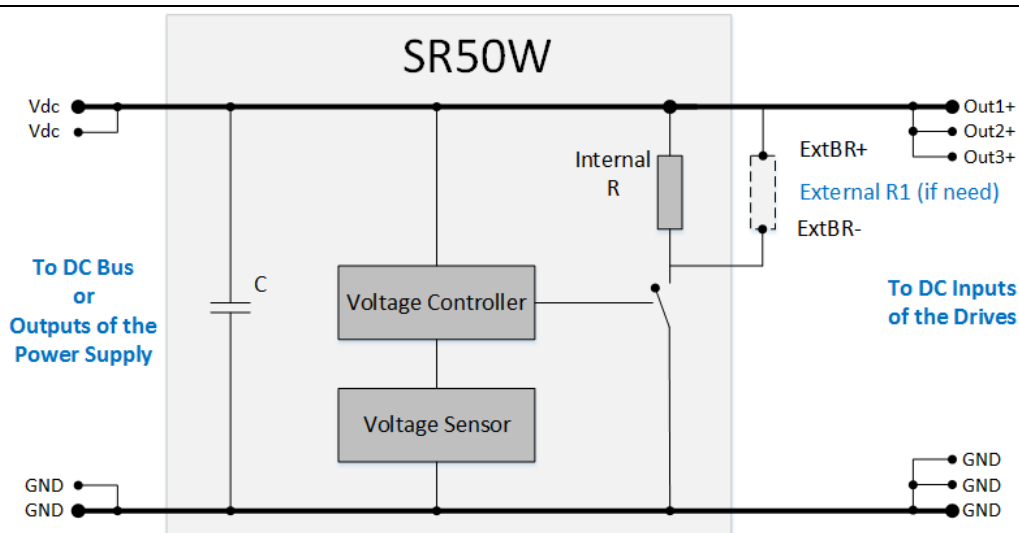 SR50W
Vdc
Vdc
Out1+
Out2+
Out3+
Internal
R
ExtBR+
External R1 (if need)
ExtBR-
To DC Bus
or
Outputs of the
Power Supply
C
Voltage Controller
To DC Inputs
of the Drives
Voltage Sensor
GND
GND
GND
GND
GND